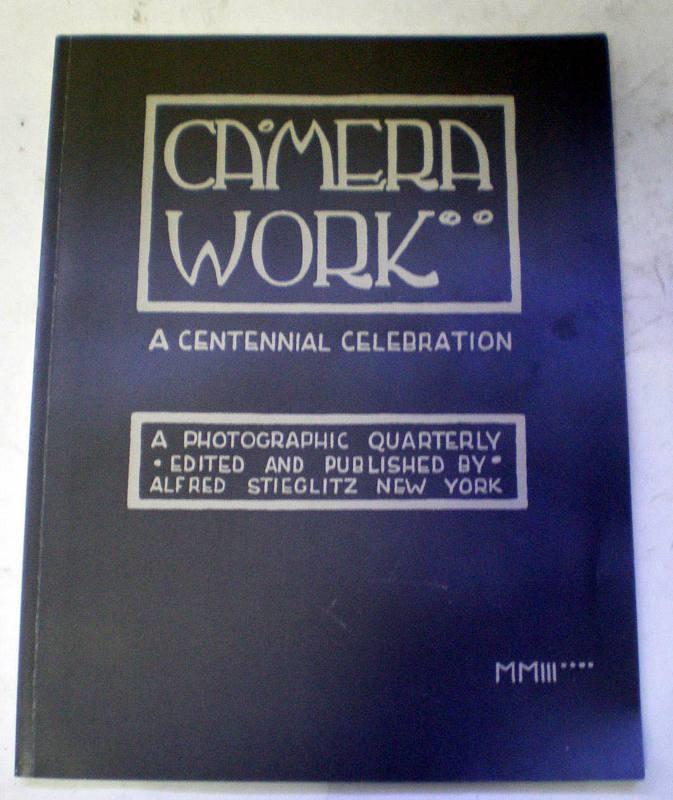 CAMERA
WORK
A CENTENNIAL CELEBRATION
A PHOTOGRAPHIC QUARTERLY
• EDITED AND PUBLISHED BY •
ALFRED STIEGLITZ NEW YORK
MMIII ····